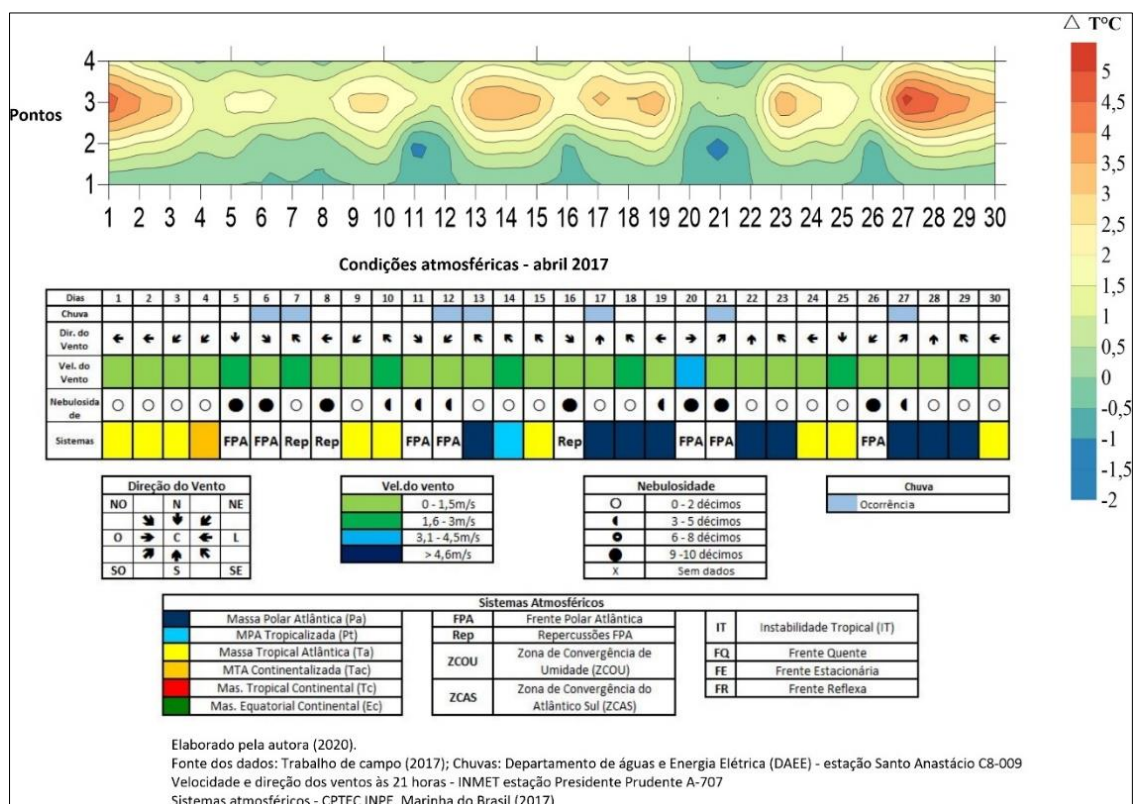 △ T°C
Pontos
4
3
2
1
1 2 3 4 5 6 7 8 9 10 11 12 13 14 15 16 17 18 19 20 21 22 23 24 25 26 27 28 29 30
5
4,5
4
3,5
3
2,5
2
1,5
1
0,5
0
-0,5
-1
-1,5
-2
Condições atmosféricas - abril 2017
Dias 1 2 3 4 5 6 7 8 9 10 11 12 13 14 15 16 17 18 19 20 21 22 23 24 25 26 27 28 29 30
Chuva
Dir. do
Vento
Vel. do
Vento
Nebulosida
de
Sistemas FPA FPA Rep Rep FPA FPA Rep FPA FPA FPA
Direção do Vento
NO N NE
O C L
SO S SE
Vel.do vento
0 - 1,5m/s
1,6 - 3m/s
3,1 - 4,5m/s
> 4,6m/s
Nebulosidade
0 - 2 décimos
3 - 5 décimos
6 - 8 décimos
9 -10 décimos
X Sem dados
Chuva
Ocorrência
Sistemas Atmosféricos
Massa Polar Atlântica (Pa)
MPA Tropicalizada (Pt)
Massa Tropical Atlântica (Ta)
MTA Continentalizada (Tac)
Mas. Tropical Continental (Tc)
Mas. Equatorial Continental (Ec)
FPA Frente Polar Atlântica
Rep Repercussões FPA
ZCOU Zona de Convergência de
Umidade (ZCOU)
ZCAS Zona de Convergência do
Atlântico Sul (ZCAS)
IT Instabilidade Tropical (IT)
FQ Frente Quente
FE Frente Estacionária
FR Frente Reflexa
Elaborado pela autora (2020).
Fonte dos dados: Trabalho de campo (2017); Chuvas: Departamento de águas e Energia Elétrica (DAEE) - estação Santo Anastácio C8-009
Velocidade e direção dos ventos às 21 horas - INMET estação Presidente Prudente A-707
Sistemas atmosféricos - CPTEC INPE, Marinha do Brasil (2017)